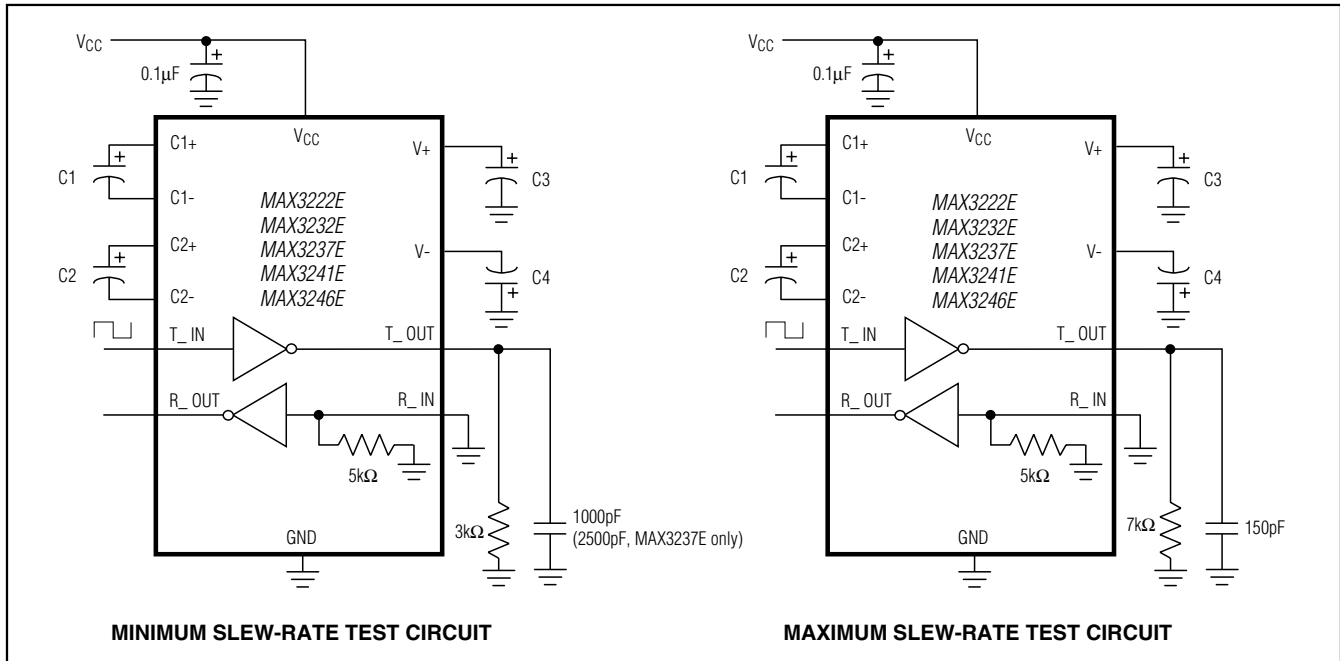 VCC
0.1µF
+
VCC
C1+
V+
+
C1
+
C3
C1-
MAX3222E
MAX3232E
C2+
MAX3237E
V-
C2
+
MAX3241E
C4
C2-
MAX3246E
+
T_ IN
T_ OUT
R_ OUT
R_ IN
5kΩ
3kΩ
1000pF
(2500pF, MAX3237E only)
GND
MINIMUM SLEW-RATE TEST CIRCUIT
VCC
0.1µF
+
VCC
C1+
V+
+
C1
+
C3
C1-
MAX3222E
MAX3232E
C2+
MAX3237E
V-
C2
+
MAX3241E
C4
C2-
MAX3246E
+
T_ IN
T_ OUT
R_ OUT
R_ IN
5kΩ
7kΩ
150pF
GND
MAXIMUM SLEW-RATE TEST CIRCUIT